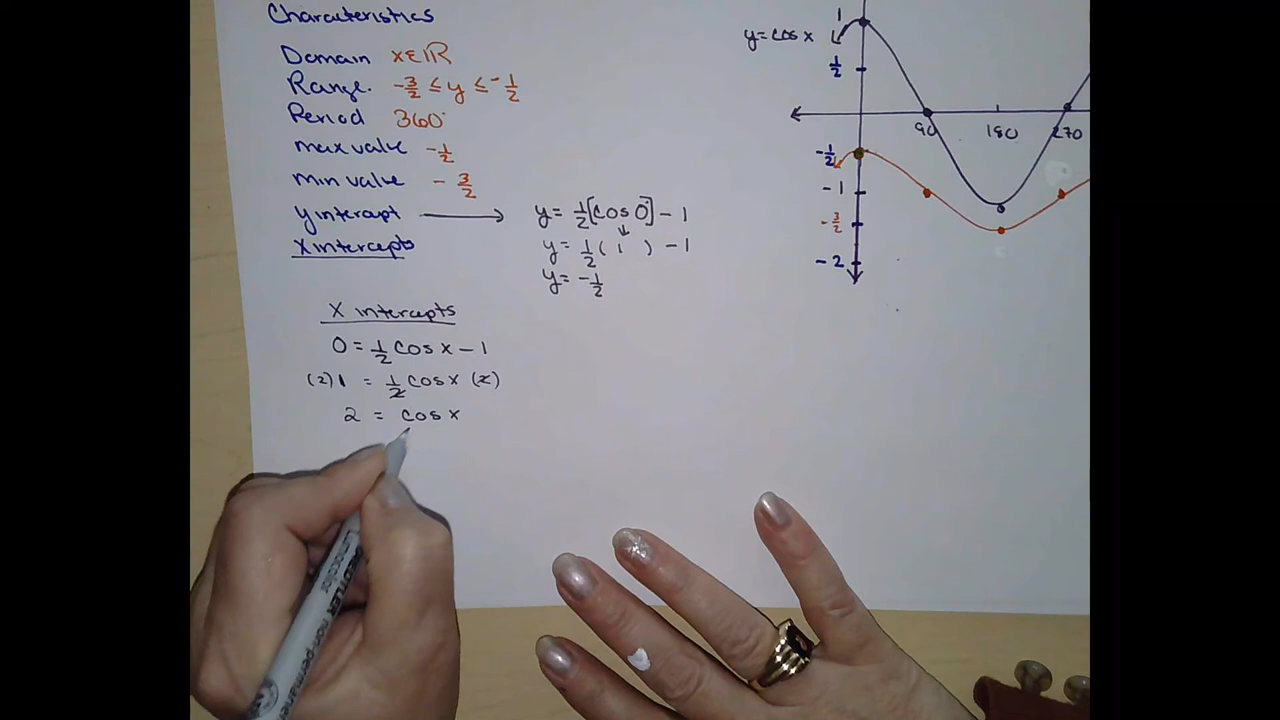 Characteristics
Domain x∈ℝ
Range. -3/2 ≤ y ≤ -1/2
Period 360°
max value -1/2
min value - 3/2
y intercept → y = 1/2[cos 0] - 1
y = 1/2( 1 ) - 1
y = -1/2
X intercepts
X intercepts
0 = 1/2 cos x - 1
(2) 1 = 1/2 cos x (2)
2 = cos x
y = cos x
1
1/2
90
180
270
-1/2
-1
-3/2
-2
STAEDTLER non-permanent